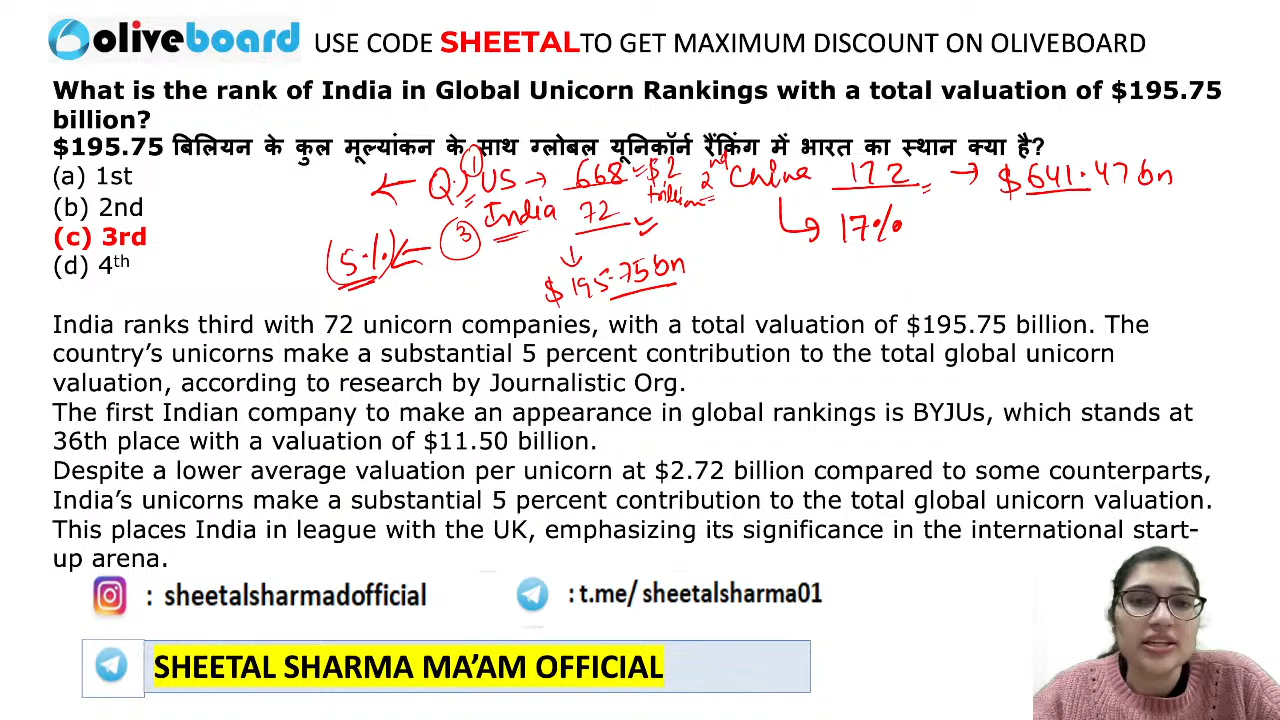 oliveboard USE CODE SHEETAL TO GET MAXIMUM DISCOUNT ON OLIVEBOARD
What is the rank of India in Global Unicorn Rankings with a total valuation of $195.75
billion?
$195.75 बिलियन के कुल मूल्यांकन के साथ ग्लोबल यूनिकॉर्न रैंकिंग में भारत का स्थान क्या है?
(a) 1st
(b) 2nd
(c) 3rd
(d) 4th
① US → 668 $2 trillion 2nd China 172 → $641.47 bn
③ India 72
17%
5%
$195.75 bn
India ranks third with 72 unicorn companies, with a total valuation of $195.75 billion. The
country's unicorns make a substantial 5 percent contribution to the total global unicorn
valuation, according to research by Journalistic Org.
The first Indian company to make an appearance in global rankings is BYJUs, which stands at
36th place with a valuation of $11.50 billion.
Despite a lower average valuation per unicorn at $2.72 billion compared to some counterparts,
India's unicorns make a substantial 5 percent contribution to the total global unicorn valuation.
This places India in league with the UK, emphasizing its significance in the international start-
up arena.
: sheetalsharmadofficial : t.me/ sheetalsharma01
SHEETAL SHARMA MA'AM OFFICIAL